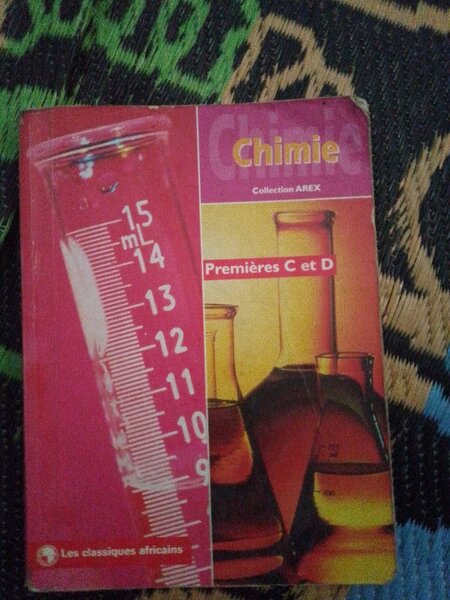 Chimie
Chimie
Collection AREX
Premières C et D
15
mL
14
13
12
11
10
9
Les classiques africains